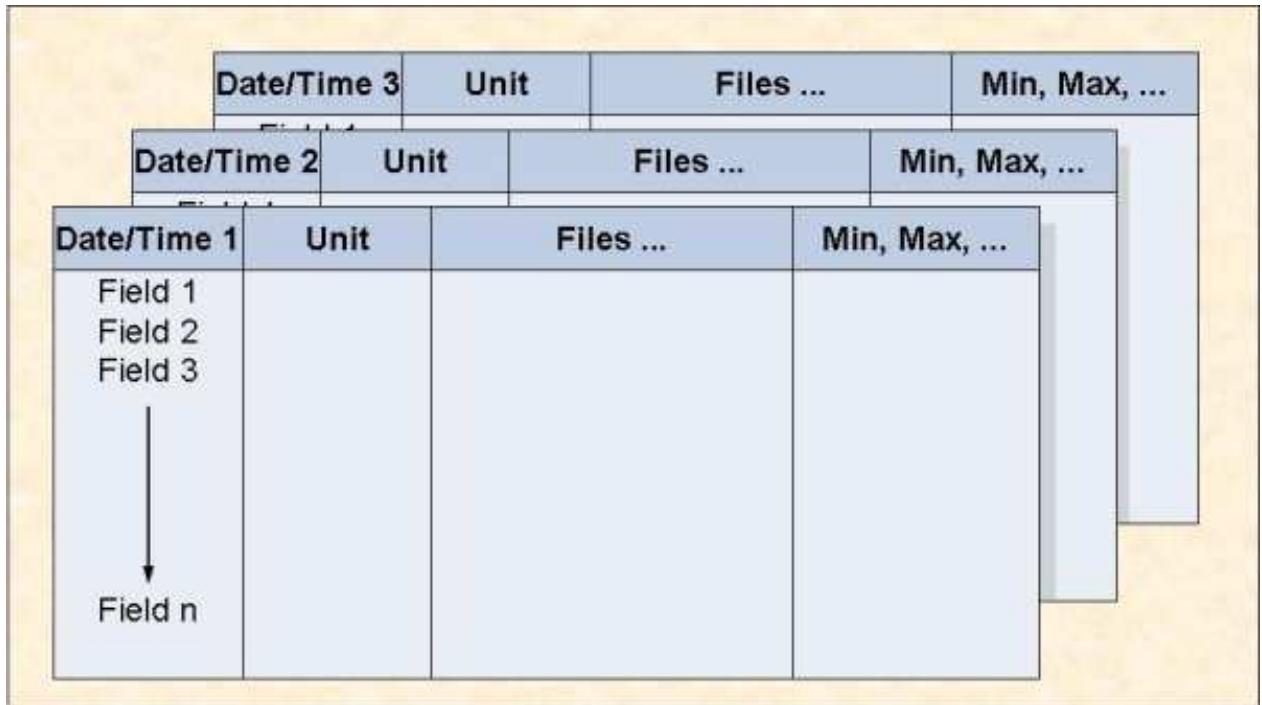 Date/Time 3 Unit Files ... Min, Max, ...
Date/Time 2 Unit Files ... Min, Max, ...
Date/Time 1 Unit Files ... Min, Max, ...
Field 1
Field 2
Field 3
Field n